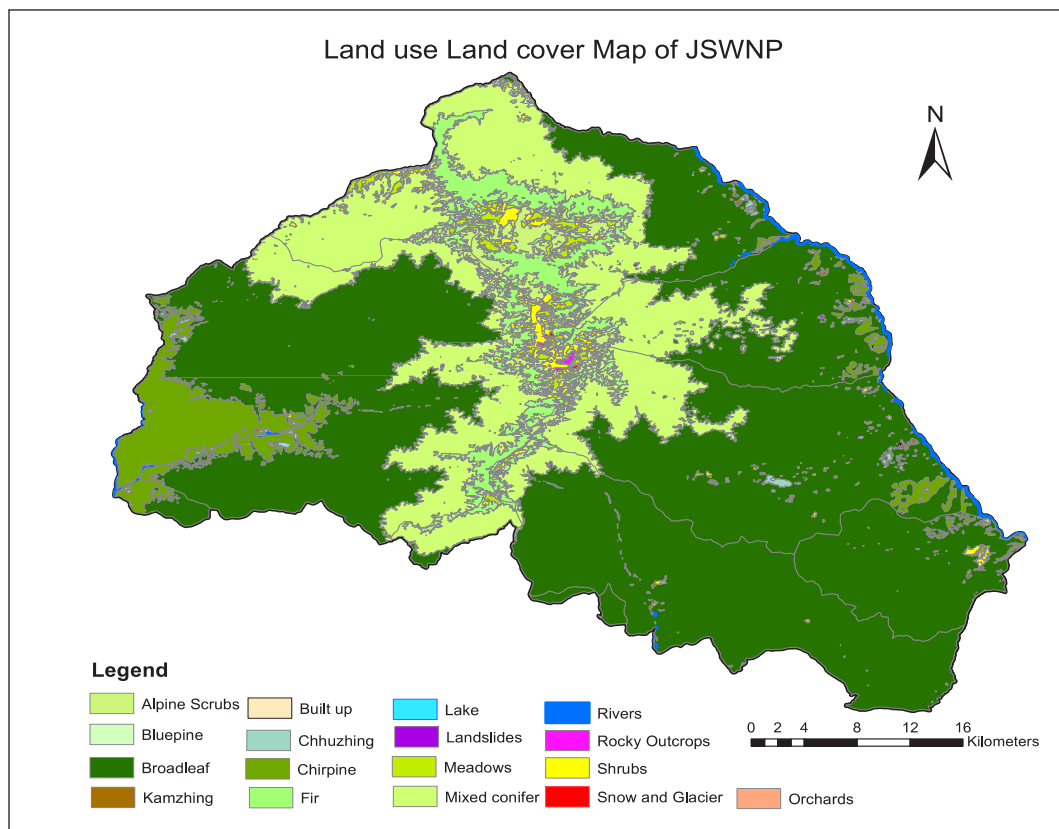 Land use Land cover Map of JSWNP
N
Legend
Alpine Scrubs
Bluepine
Broadleaf
Kamzhing
Built up
Chhuzhing
Chirpine
Fir
Lake
Landslides
Meadows
Mixed conifer
Rivers
Rocky Outcrops
Shrubs
Snow and Glacier
Orchards
0 2 4 8 12 16
Kilometers